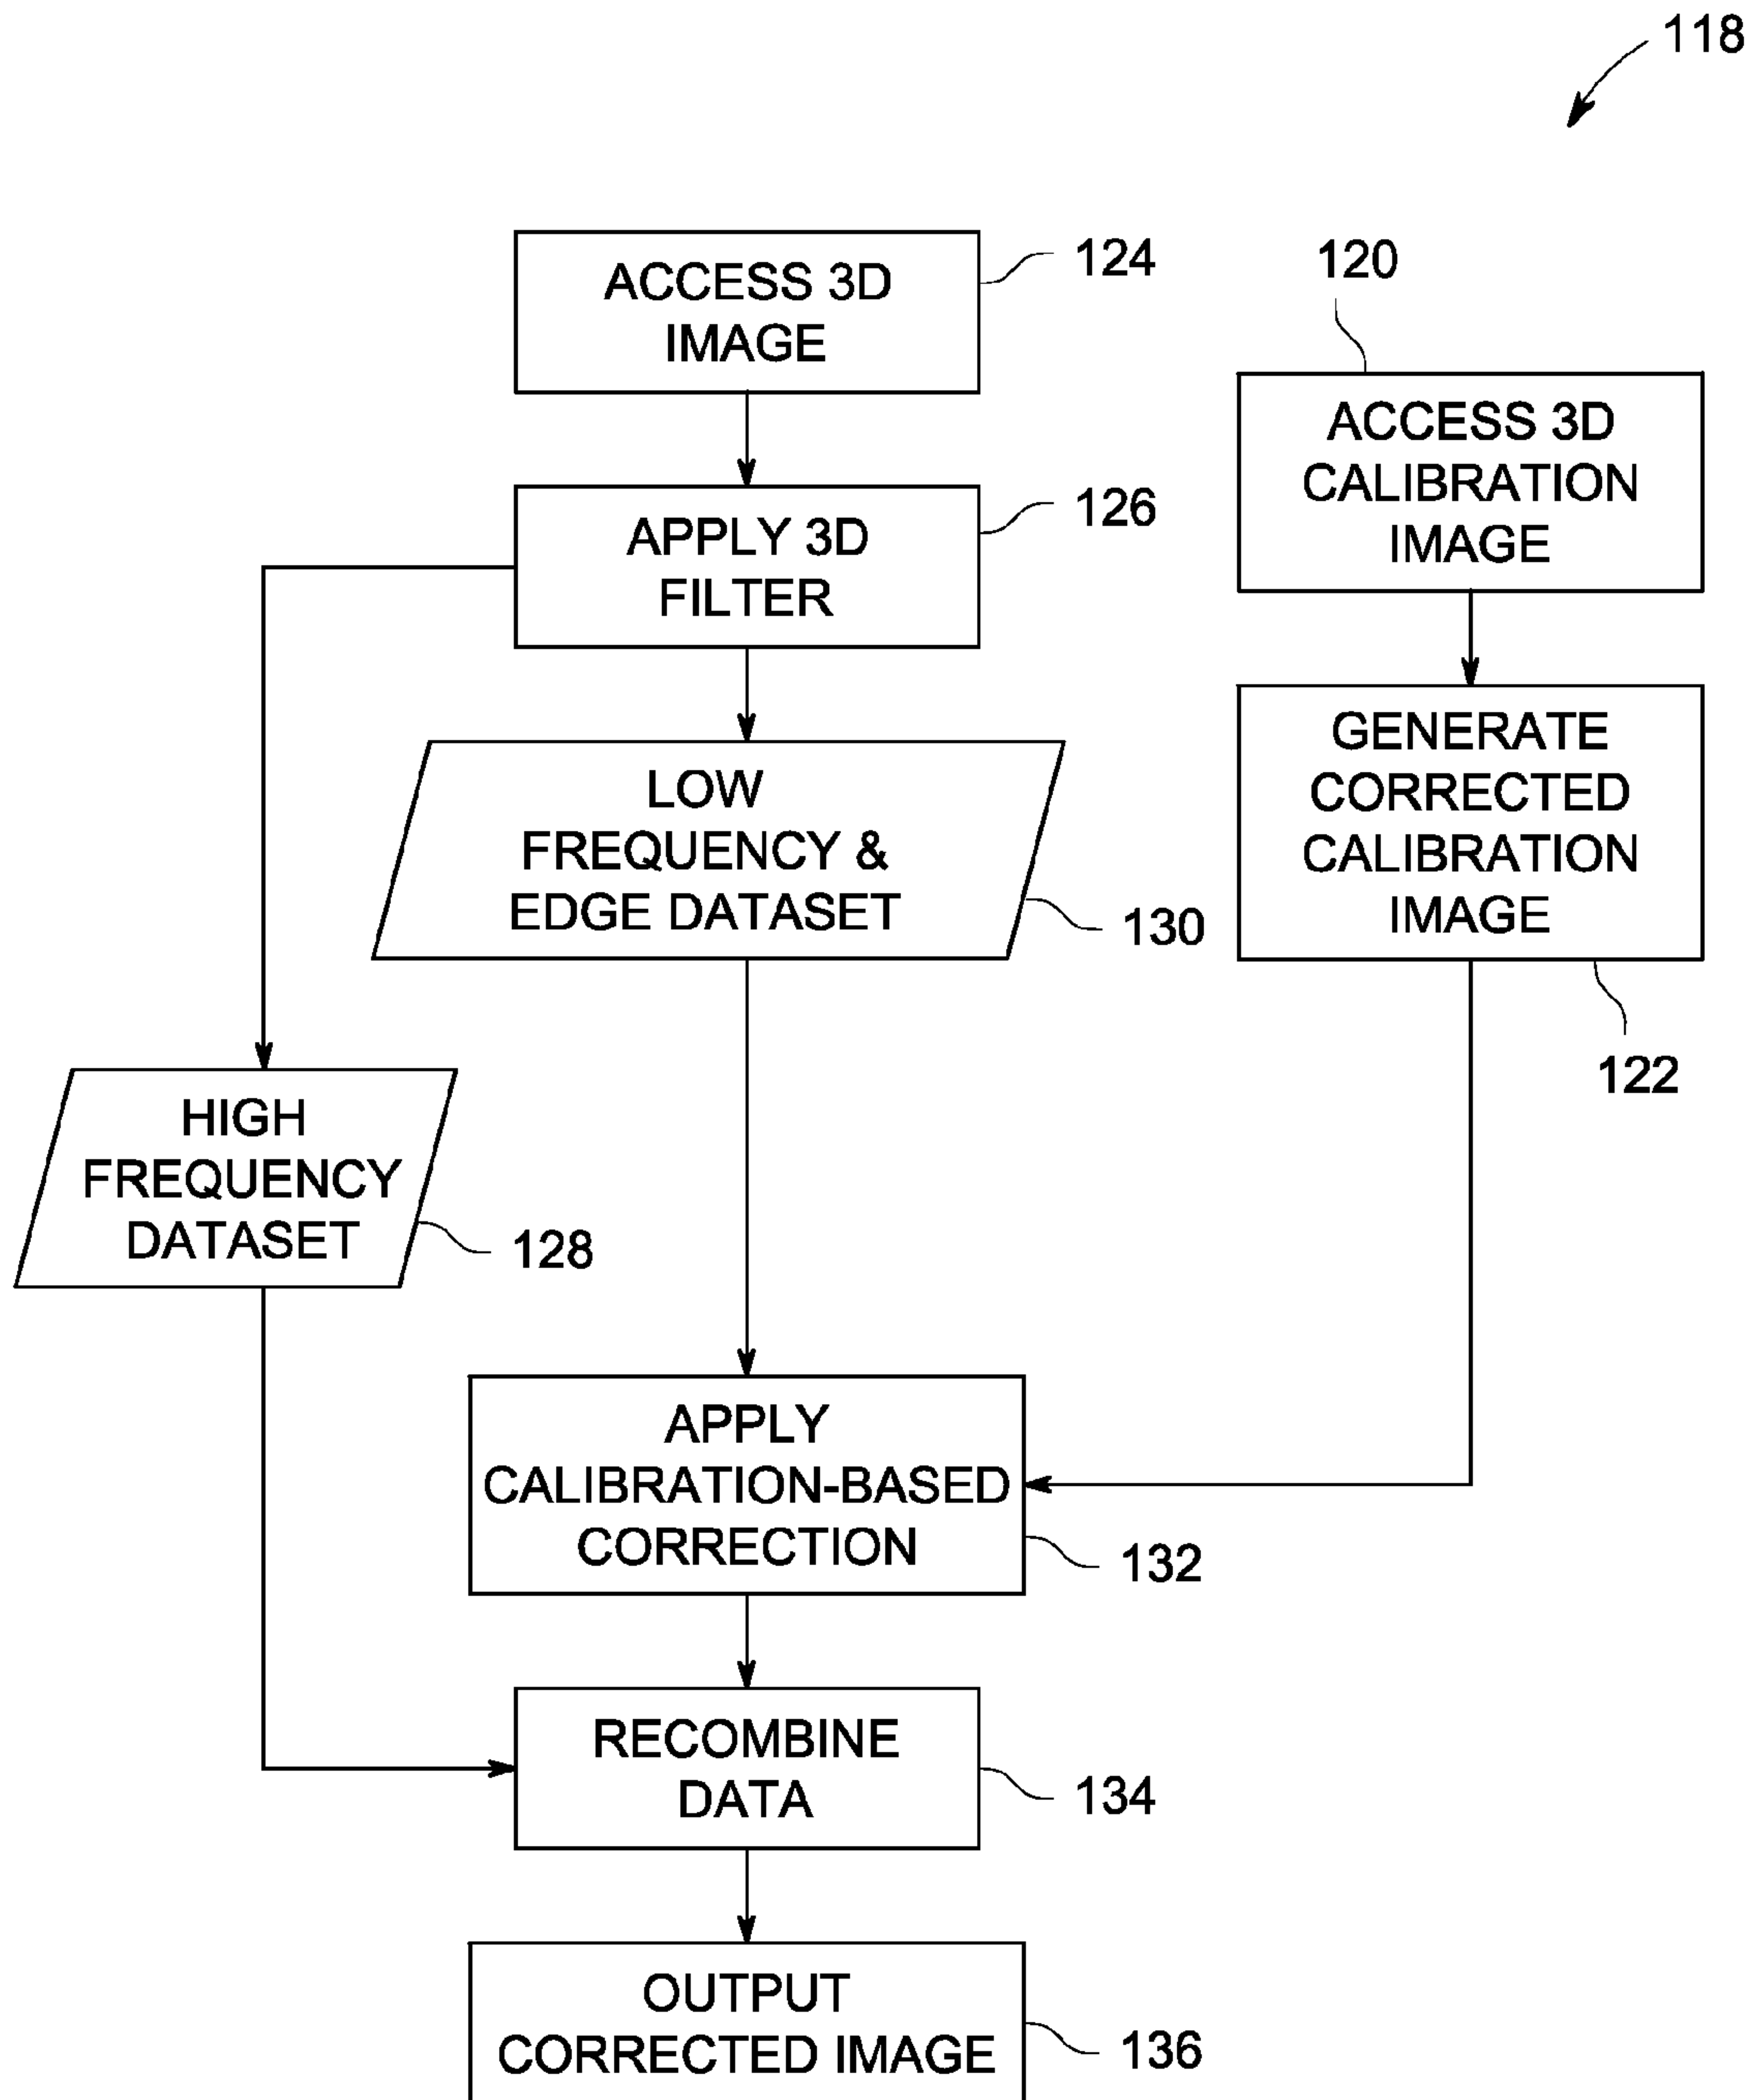 118
ACCESS 3D
IMAGE
124
120
ACCESS 3D
CALIBRATION
IMAGE
APPLY 3D
FILTER
126
LOW
FREQUENCY &
EDGE DATASET
130
GENERATE
CORRECTED
CALIBRATION
IMAGE
122
HIGH
FREQUENCY
DATASET
128
APPLY
CALIBRATION-BASED
CORRECTION
132
RECOMBINE
DATA
134
OUTPUT
CORRECTED IMAGE
136